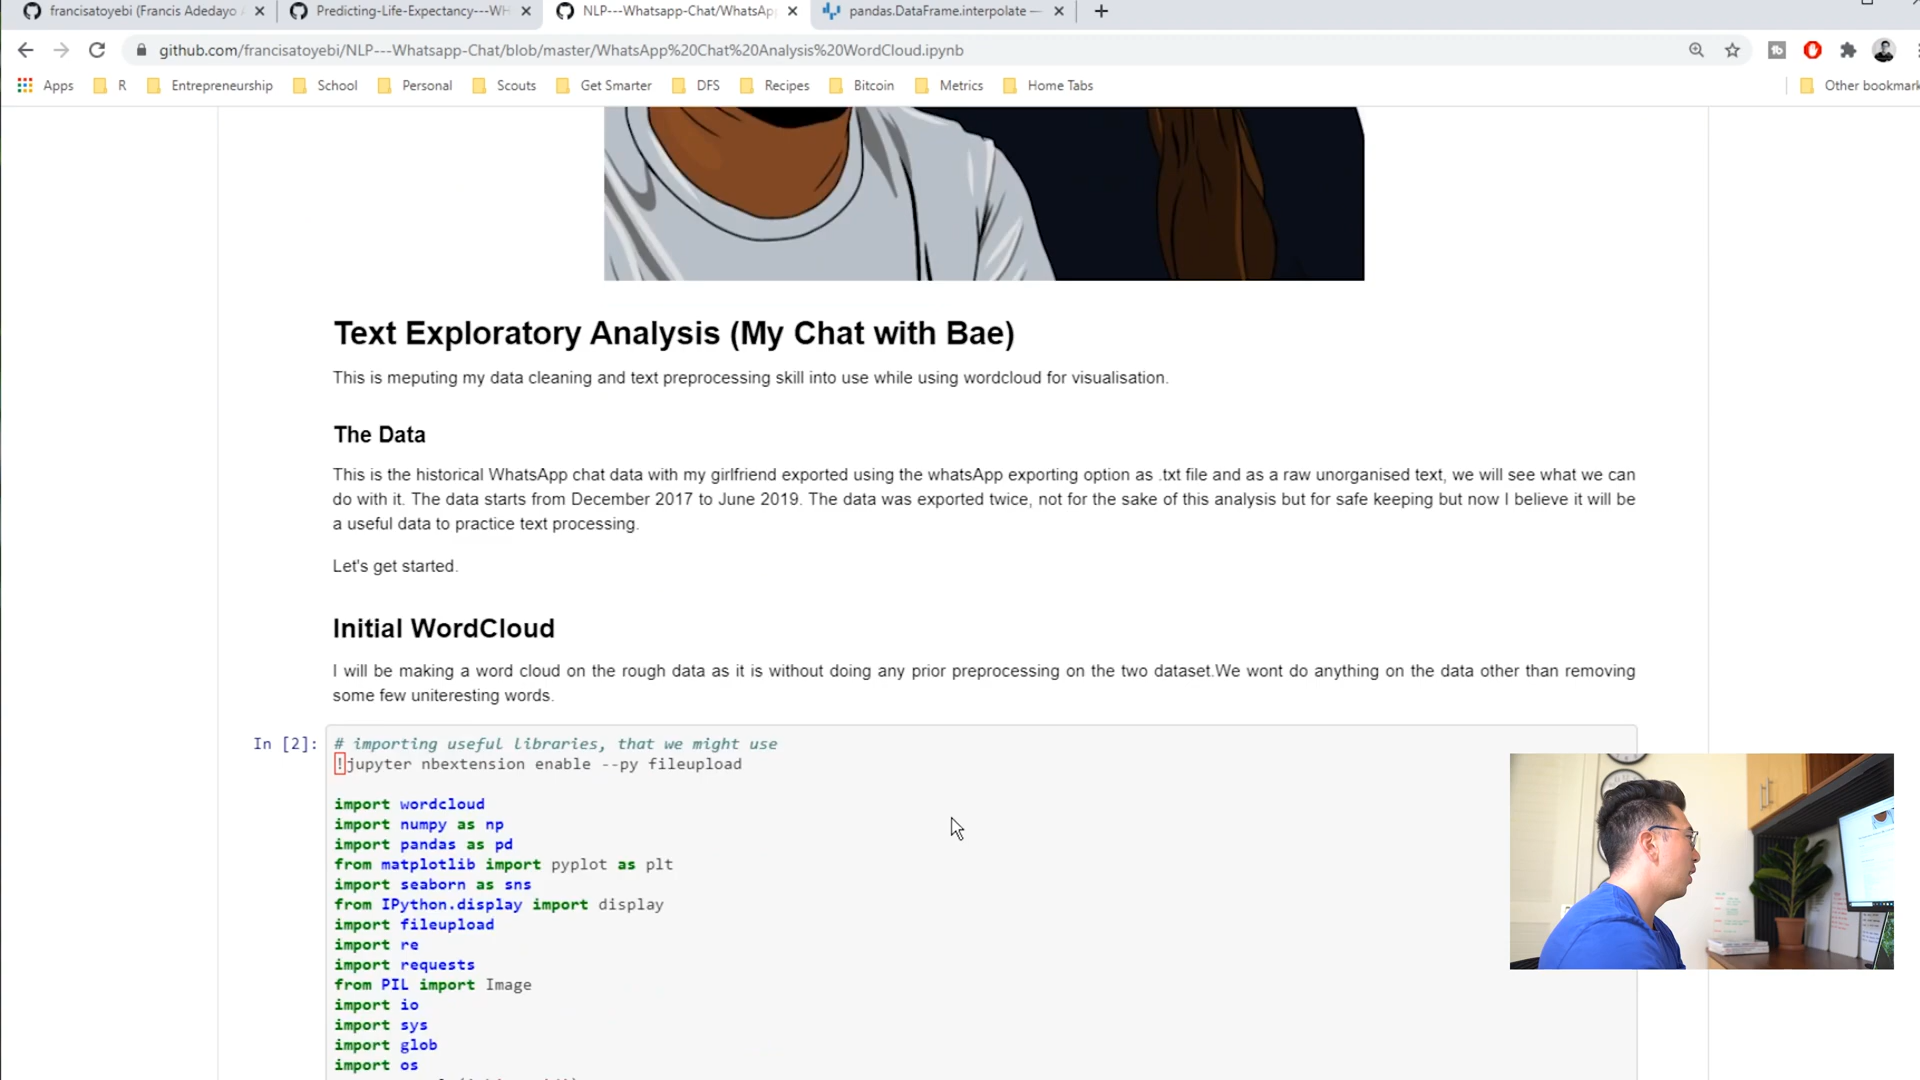 francisatoyebi (Francis Adedayo
Predicting-Life-Expectancy---WH
NLP---Whatsapp-Chat/WhatsAp
pandas.DataFrame.interpolate —
github.com/francisatoyebi/NLP---Whatsapp-Chat/blob/master/WhatsApp%20Chat%20Analysis%20WordCloud.ipynb
Apps R Entrepreneurship School Personal Scouts Get Smarter DFS Recipes Bitcoin Metrics Home Tabs Other bookmark
Text Exploratory Analysis (My Chat with Bae)
This is meputing my data cleaning and text preprocessing skill into use while using wordcloud for visualisation.
The Data
This is the historical WhatsApp chat data with my girlfriend exported using the whatsApp exporting option as .txt file and as a raw unorganised text, we will see what we can
do with it. The data starts from December 2017 to June 2019. The data was exported twice, not for the sake of this analysis but for safe keeping but now I believe it will be
a useful data to practice text processing.
Let's get started.
Initial WordCloud
I will be making a word cloud on the rough data as it is without doing any prior preprocessing on the two dataset.We wont do anything on the data other than removing
some few uniteresting words.
In [2]:
# importing useful libraries, that we might use
!jupyter nbextension enable --py fileupload
import wordcloud
import numpy as np
import pandas as pd
from matplotlib import pyplot as plt
import seaborn as sns
from IPython.display import display
import fileupload
import re
import requests
from PIL import Image
import io
import sys
import glob
import os